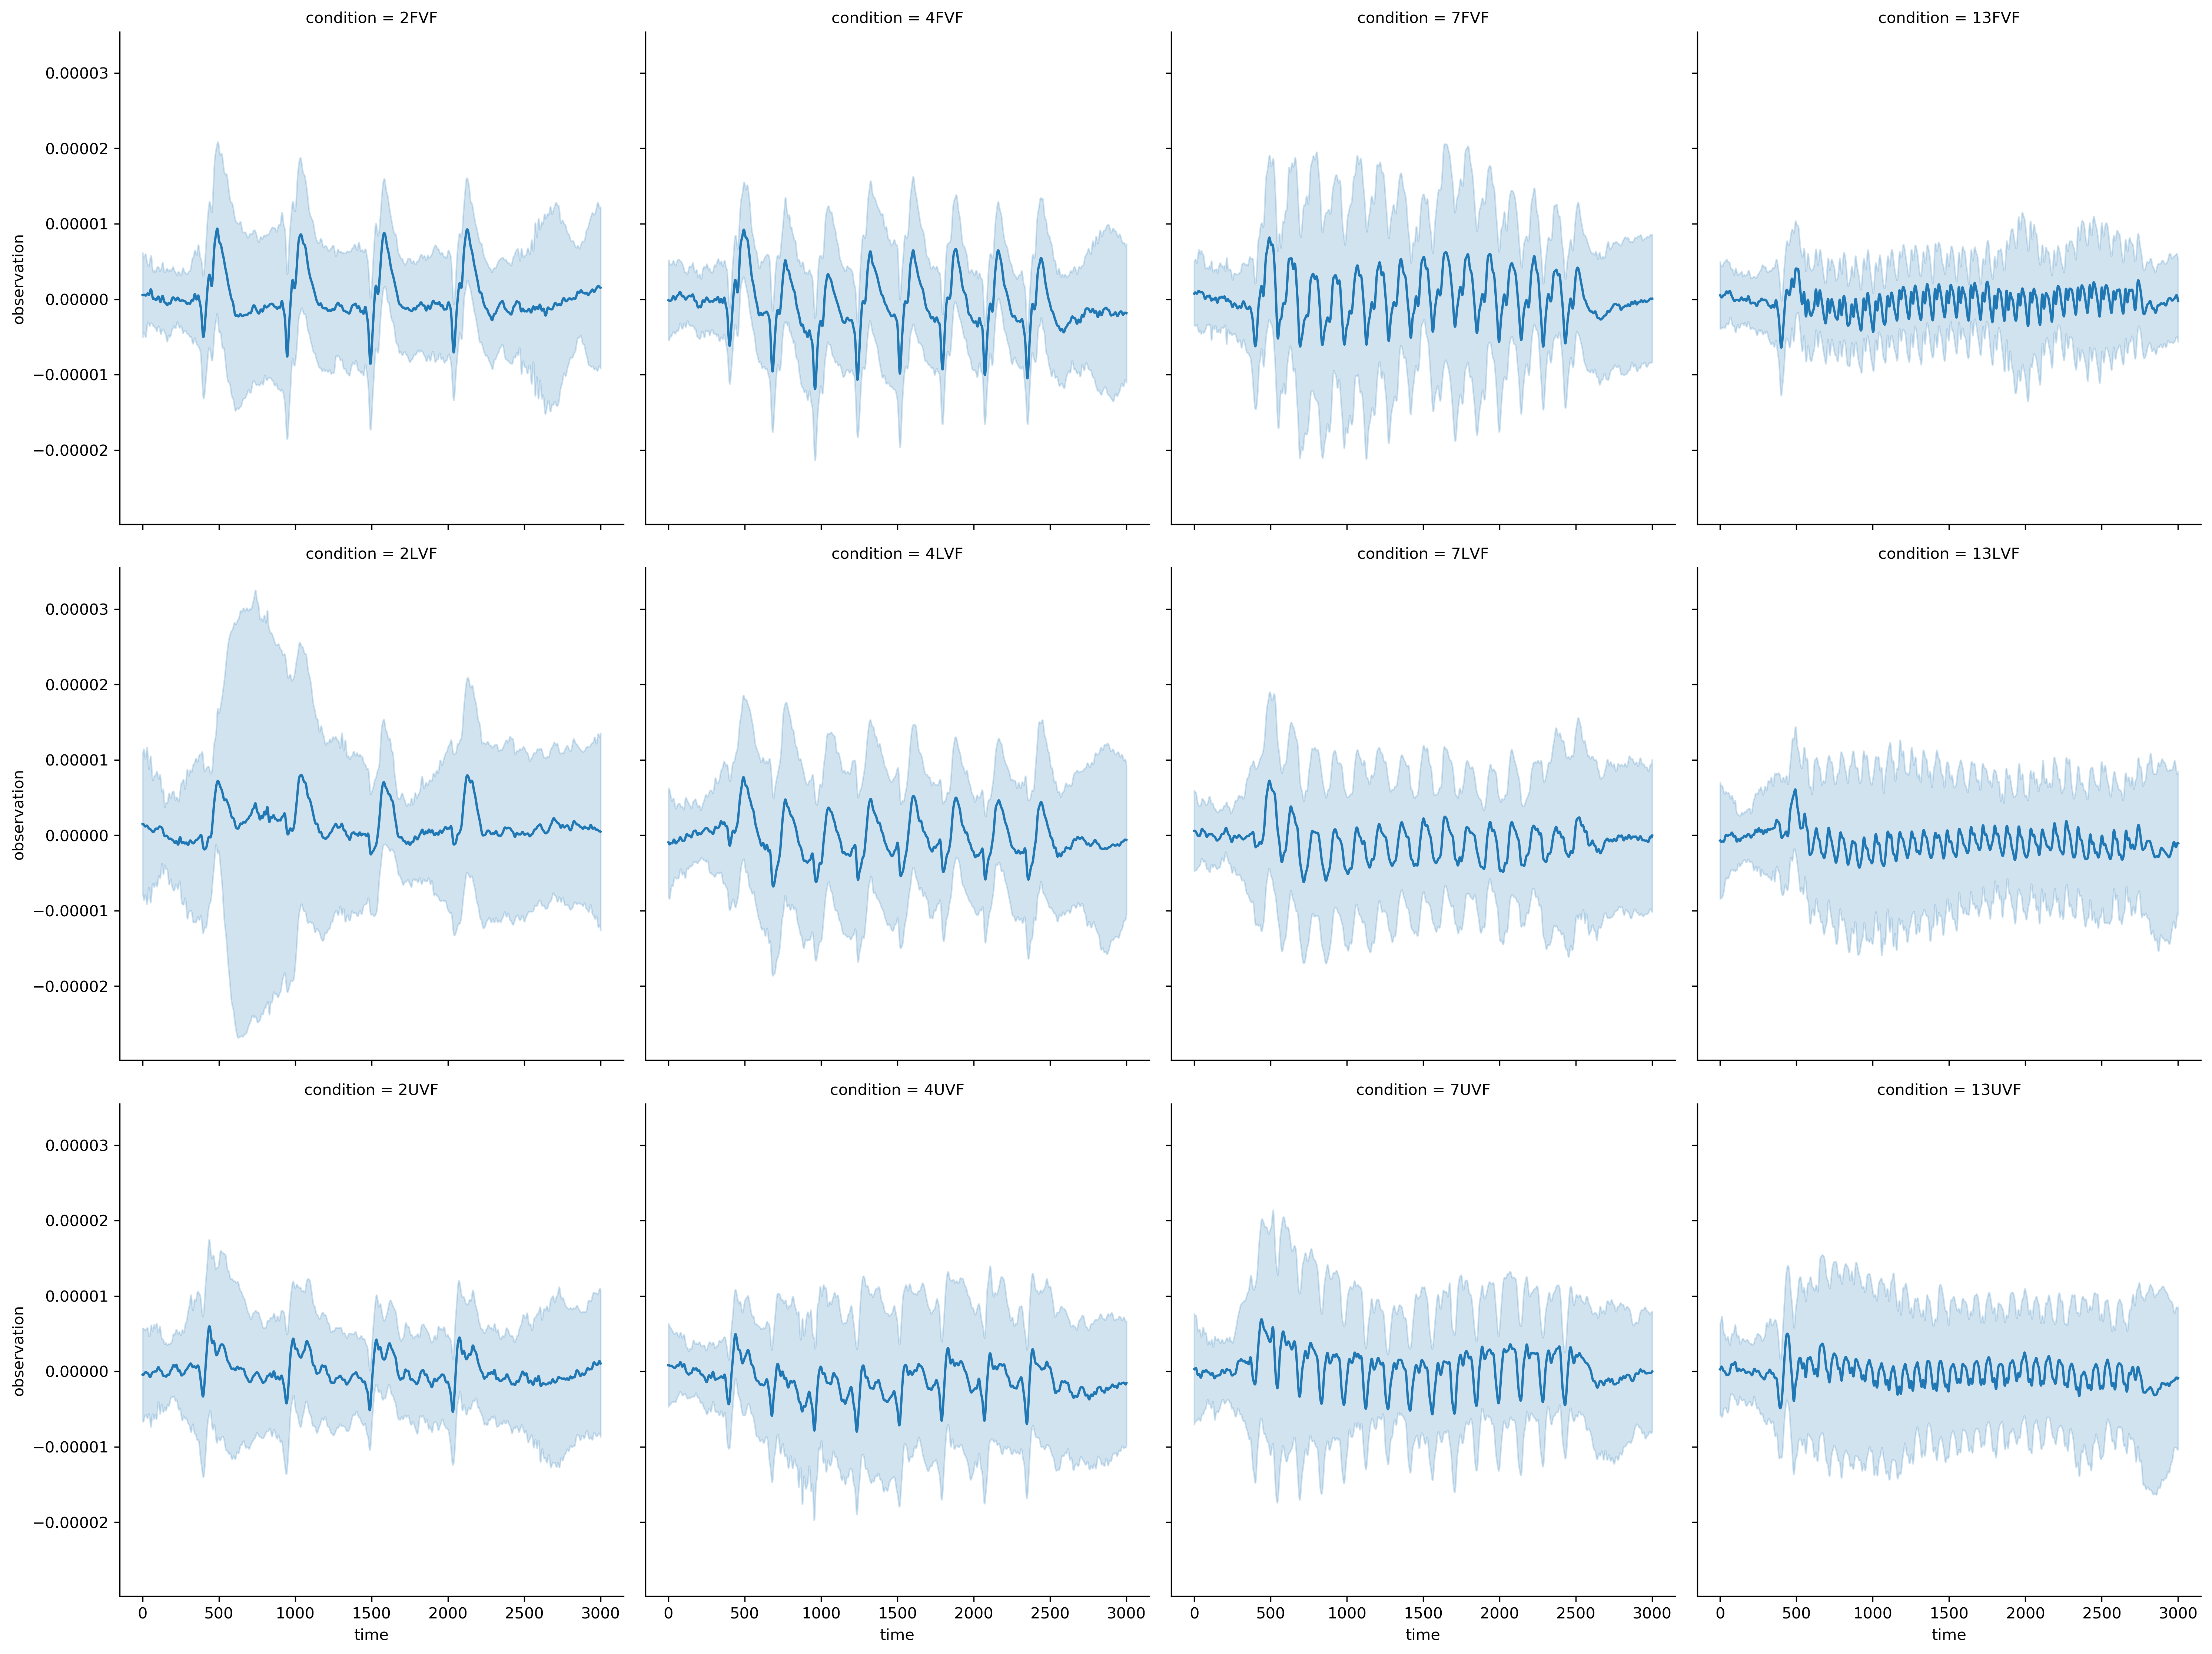 condition = 2FVF
condition = 4FVF
condition = 7FVF
condition = 13FVF
0.00003
0.00002
0.00001
0.00000
−0.00001
−0.00002
observation
condition = 2LVF
condition = 4LVF
condition = 7LVF
condition = 13LVF
0.00003
0.00002
0.00001
0.00000
−0.00001
−0.00002
observation
condition = 2UVF
condition = 4UVF
condition = 7UVF
condition = 13UVF
0.00003
0.00002
0.00001
0.00000
−0.00001
−0.00002
observation
0 500 1000 1500 2000 2500 3000
0 500 1000 1500 2000 2500 3000
0 500 1000 1500 2000 2500 3000
0 500 1000 1500 2000 2500 3000
time
time
time
time